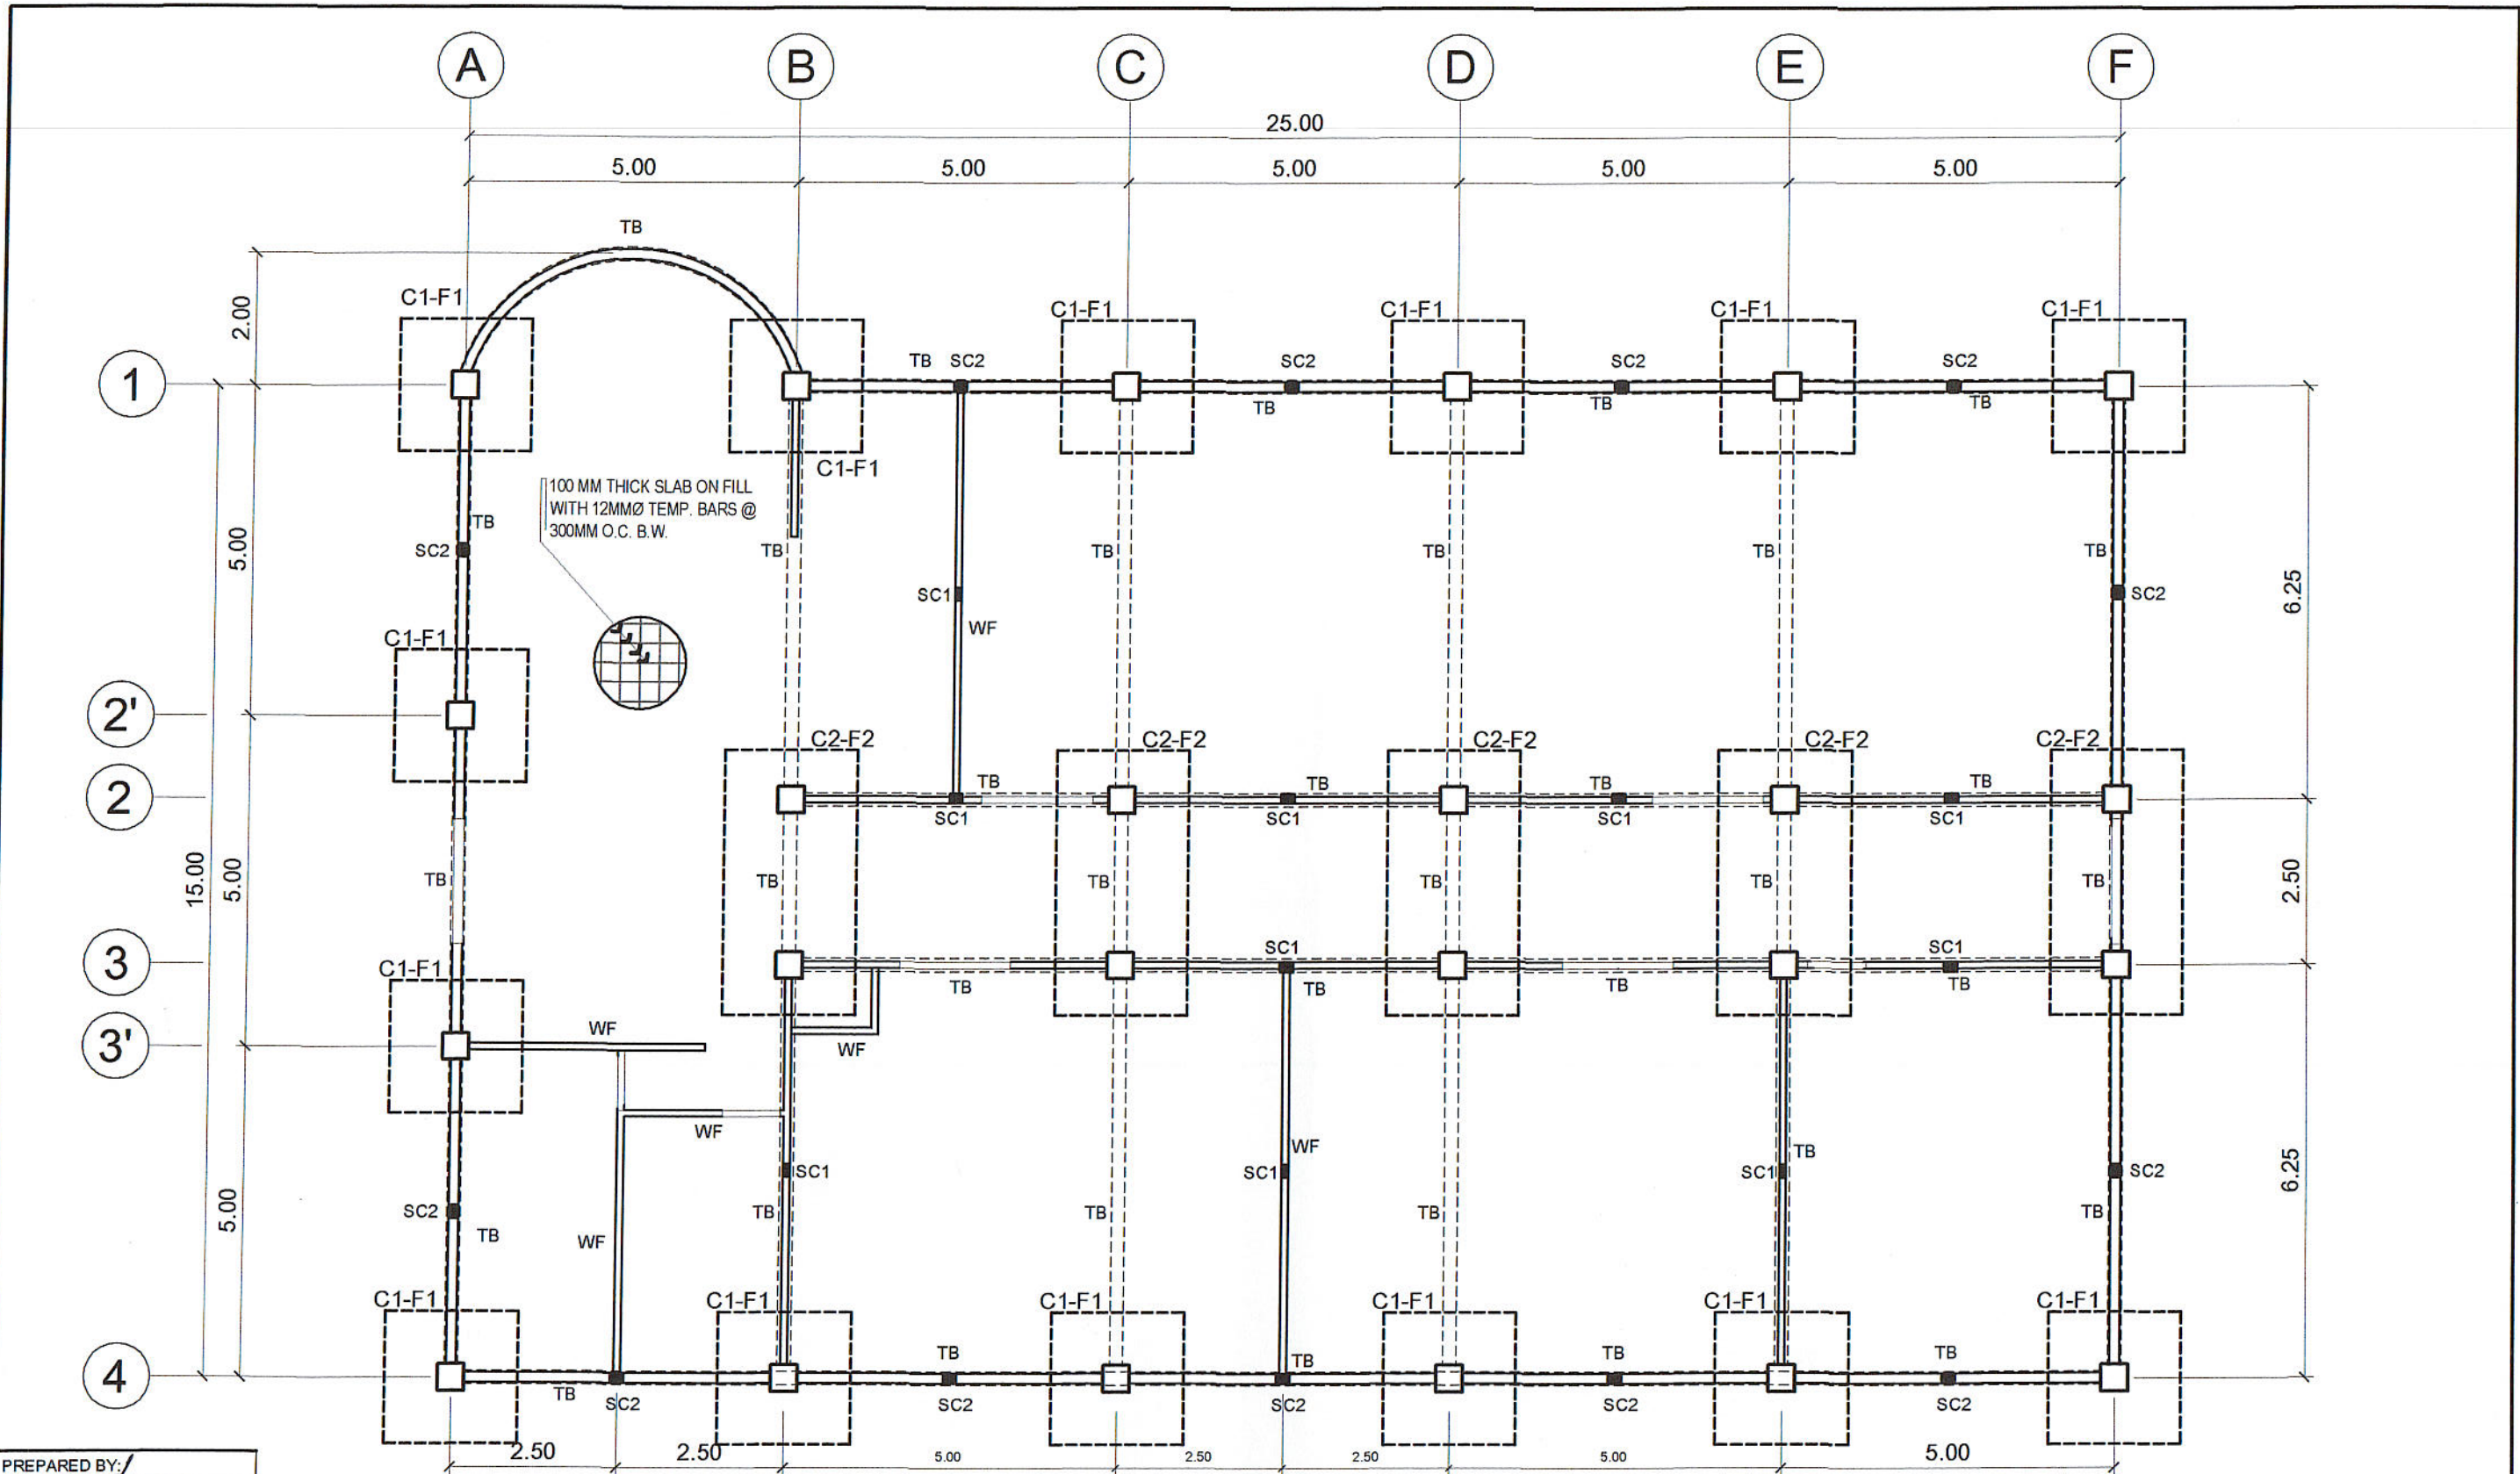 A B C D E F
25.00
5.00 5.00 5.00 5.00 5.00
TB
2.00
C1-F1 C1-F1 C1-F1 C1-F1 C1-F1
1
TB SC2 SC2 SC2 SC2
TB TB TB
C1-F1
100 MM THICK SLAB ON FILL
WITH 12MMØ TEMP. BARS @
300MM O.C. B.W.
TB
SC2 TB TB TB TB TB
5.00
SC1 SC2 6.25
WF
C1-F1
2'
C2-F2 C2-F2 C2-F2 C2-F2 C2-F2
2
TB TB TB TB
SC1 SC1 SC1 SC1
15.00 5.00 TB TB TB TB TB TB 2.50
SC1 SC1
3
C1-F1
TB TB TB TB
3'
WF
WF
WF
WF
TB
SC1 SC1 SC1 SC2 6.25
5.00
SC2 TB TB TB TB
TB
WF
C1-F1 C1-F1 C1-F1 C1-F1 C1-F1 C1-F1
4
TB TB TB TB
TB SC2 SC2 SC2 SC2 SC2
2.50 2.50 5.00 2.50 2.50 5.00 5.00
PREPARED BY: